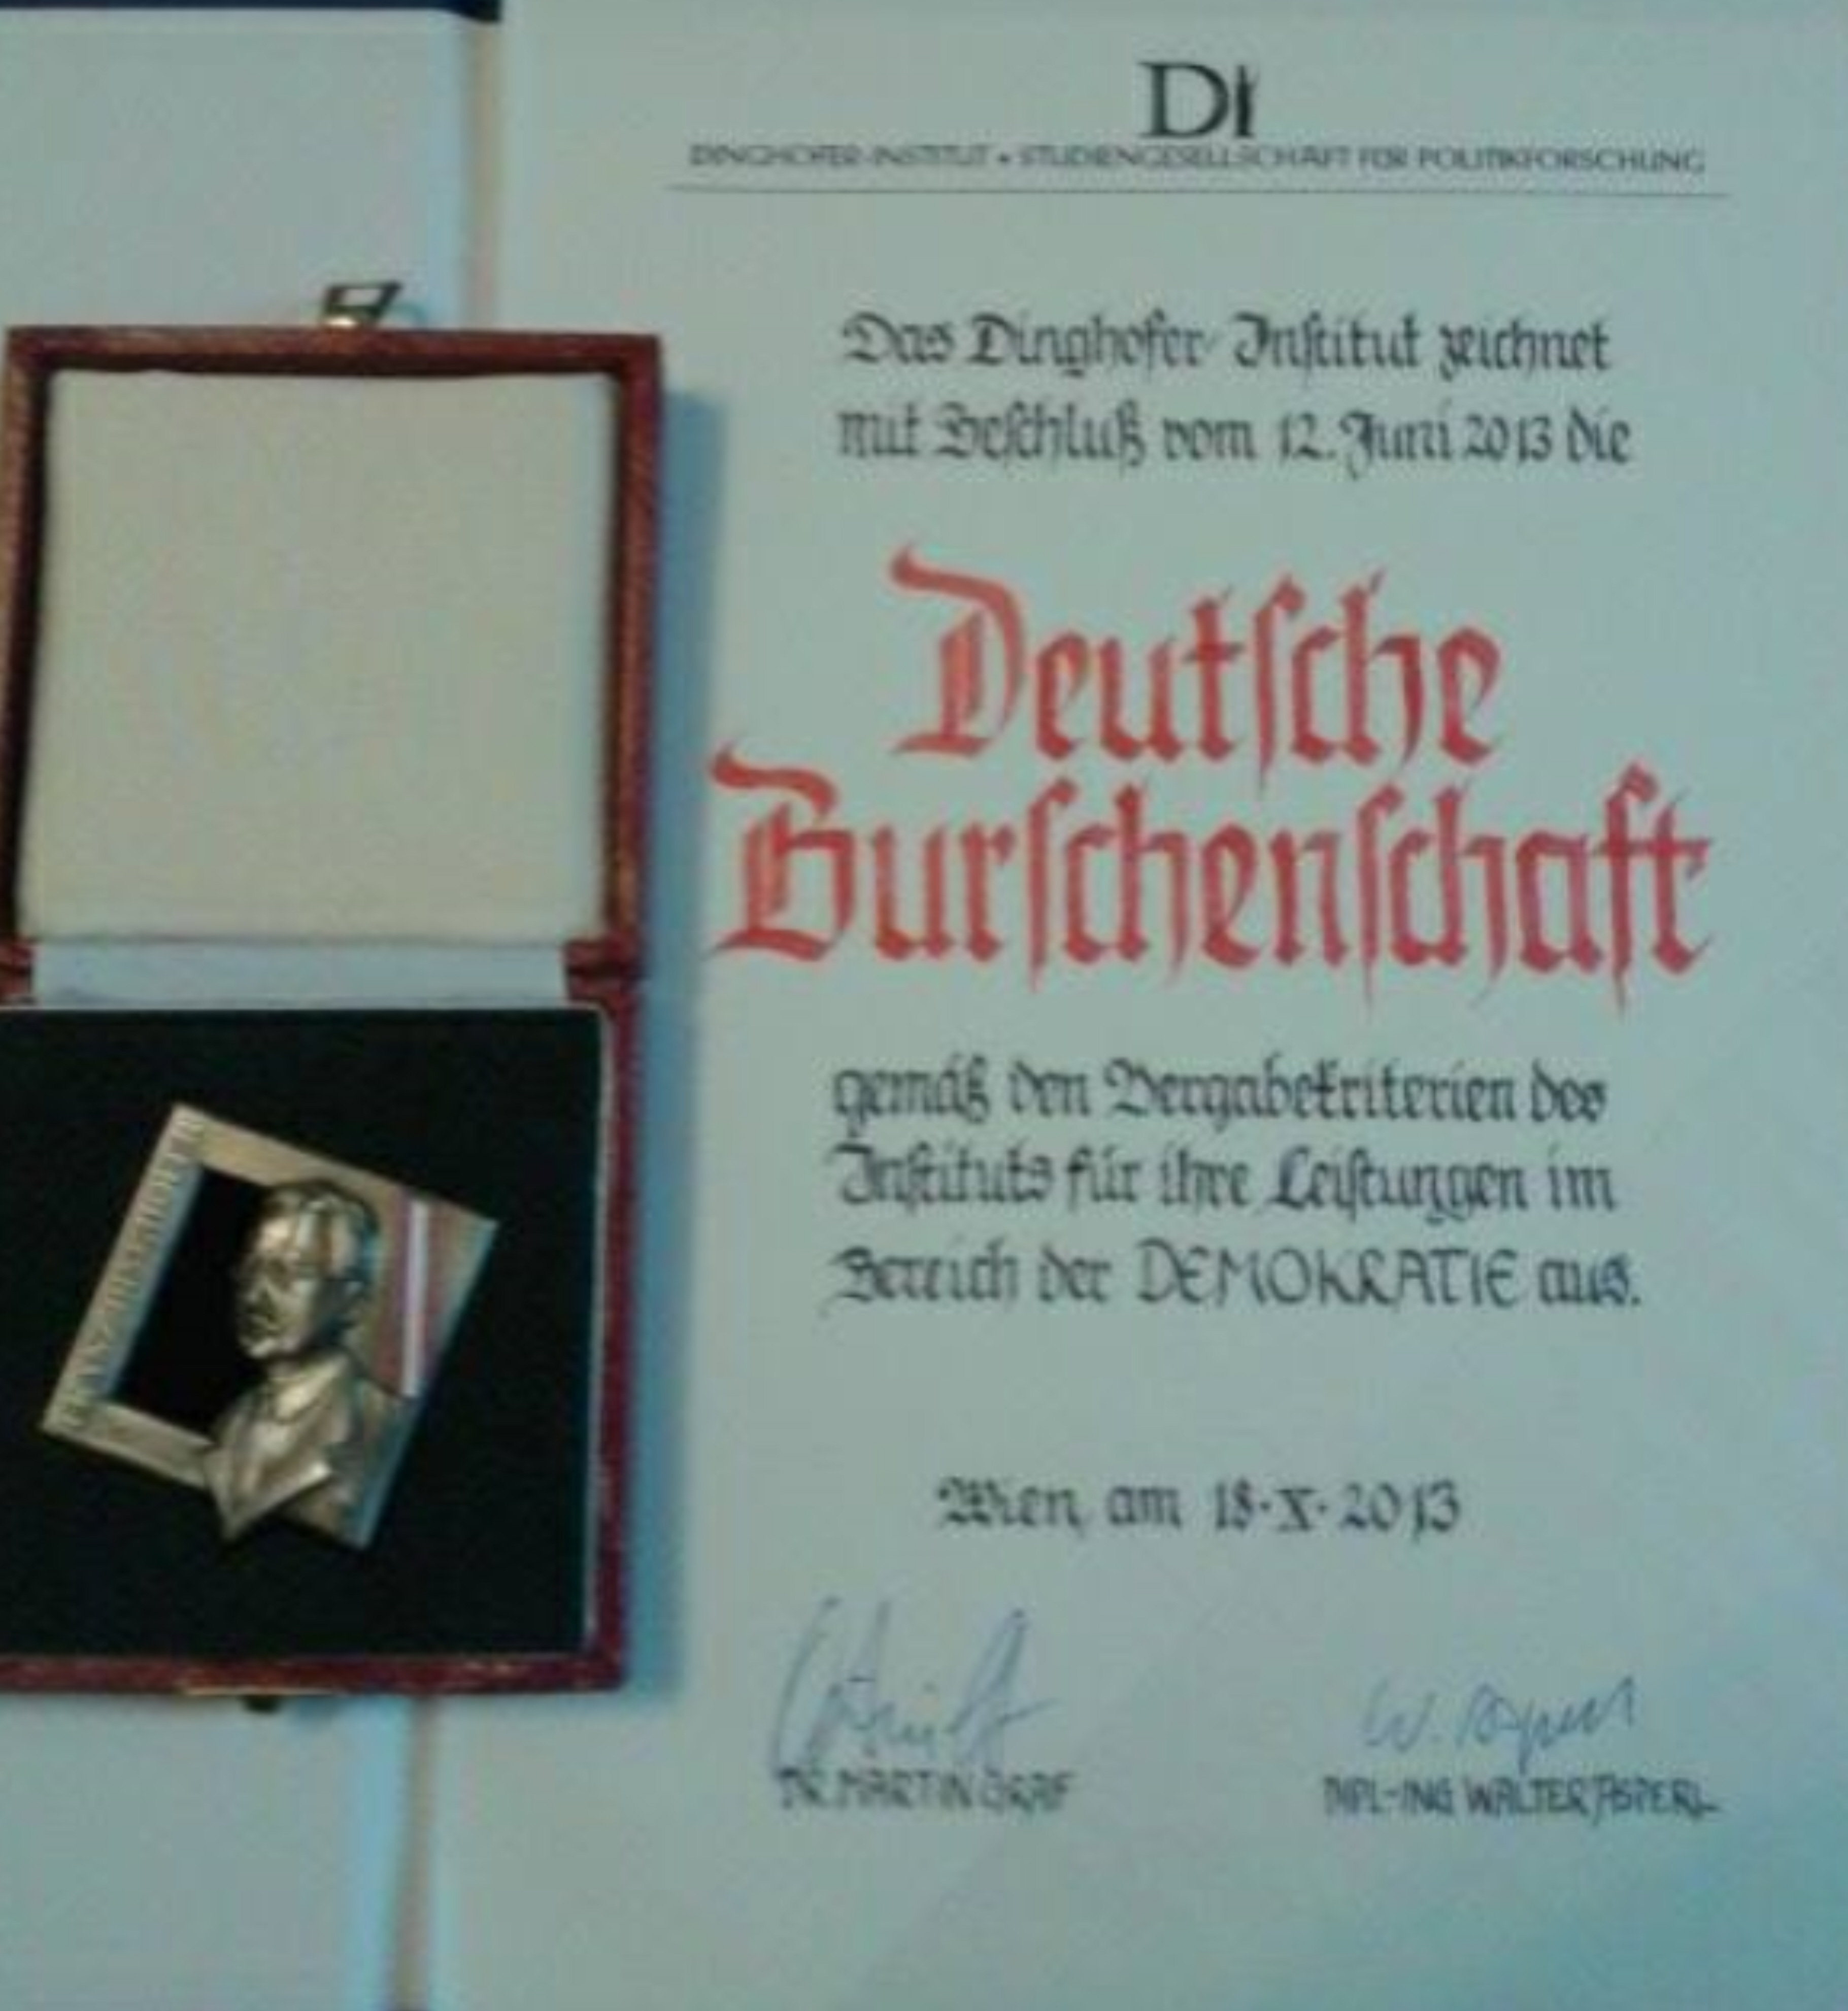 DI
DINGHOFER-INSTITUT • STUDIENGESELLSCHAFT FÜR POLITIKFORSCHUNG
Das Dinghofer-Institut zeichnet
mit Beschluß vom 12. Juni 2013 die
Deutsche
Burschenschaft
gemäß den Vergabekriterien des
Instituts für ihre Leistungen im
Bereich der DEMOKRATIE aus.
Wien, am 18·X·2013
DR. MARTIN GRAF
W. Asperl
DIPL-ING WALTER ASPERL